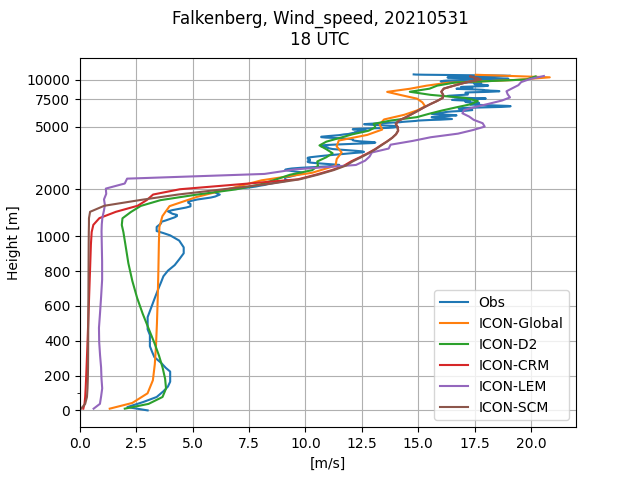 Falkenberg, Wind_speed, 20210531
18 UTC
Height [m]
10000
7500
5000
2000
1000
800
600
400
200
0
0.0 2.5 5.0 7.5 10.0 12.5 15.0 17.5 20.0
[m/s]
Obs
ICON-Global
ICON-D2
ICON-CRM
ICON-LEM
ICON-SCM